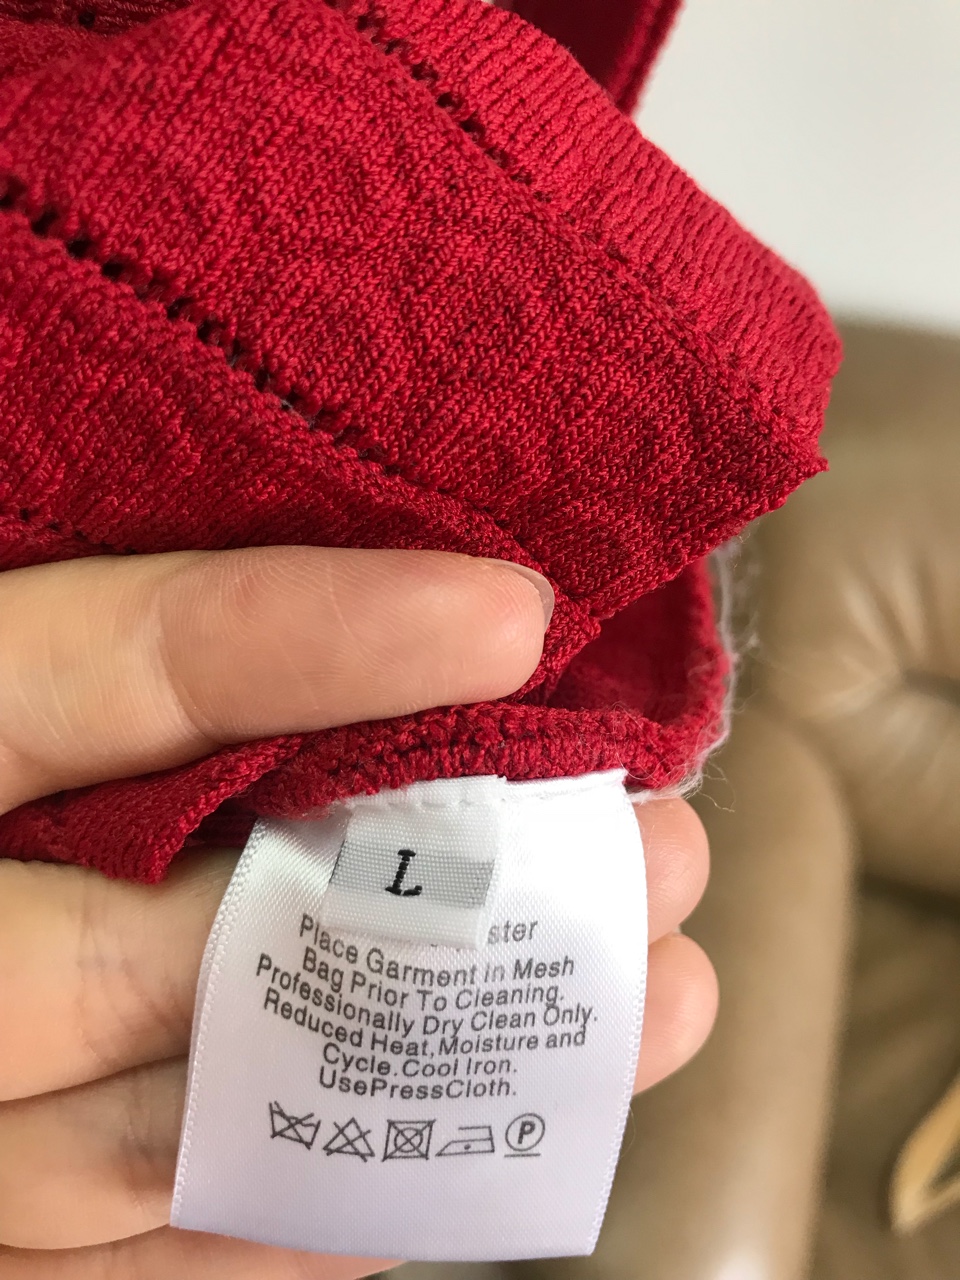 L
ster
Place Garment in Mesh
Bag Prior To Cleaning.
Professionally Dry Clean Only.
Reduced Heat,Moisture and
Cycle.Cool Iron.
UsePressCloth.
P